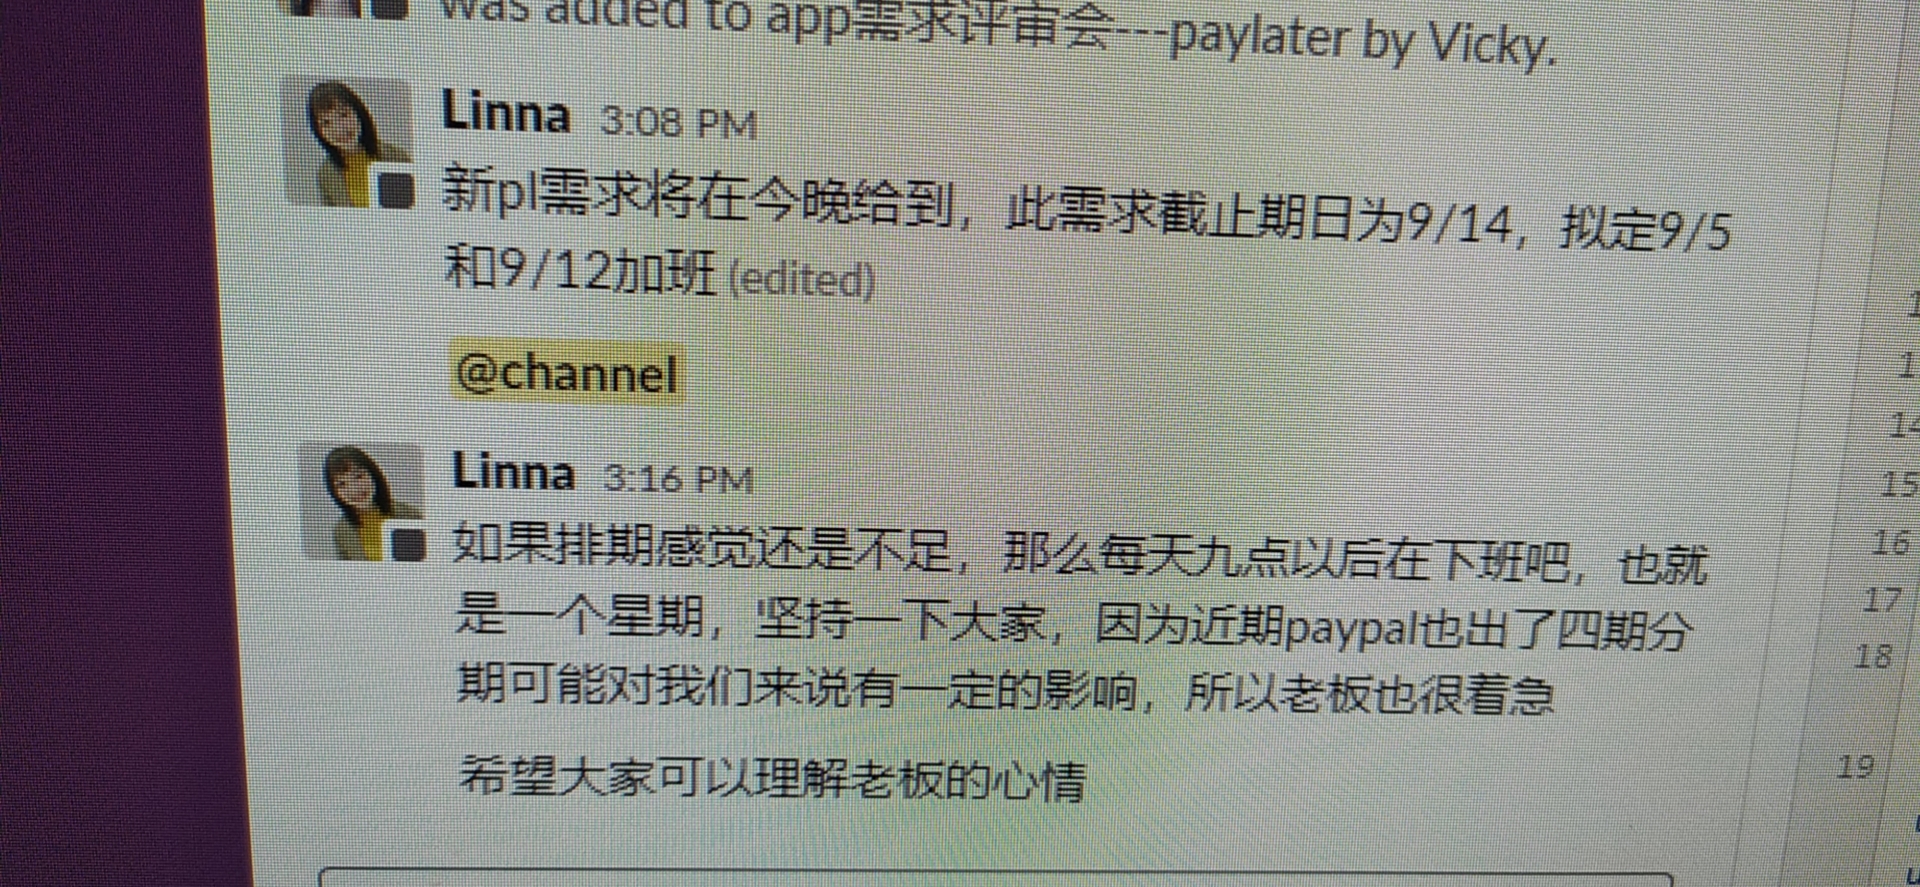 was added to app需求评审会---paylater by Vicky.
Linna 3:08 PM
新pl需求将在今晚给到，此需求截止期日为9/14，拟定9/5
和9/12加班 (edited)
@channel
Linna 3:16 PM
如果排期感觉还是不足，那么每天九点以后在下班吧，也就
是一个星期，坚持一下大家，因为近期paypal也出了四期分
期可能对我们来说有一定的影响，所以老板也很着急
希望大家可以理解老板的心情
15
16
17
18
19